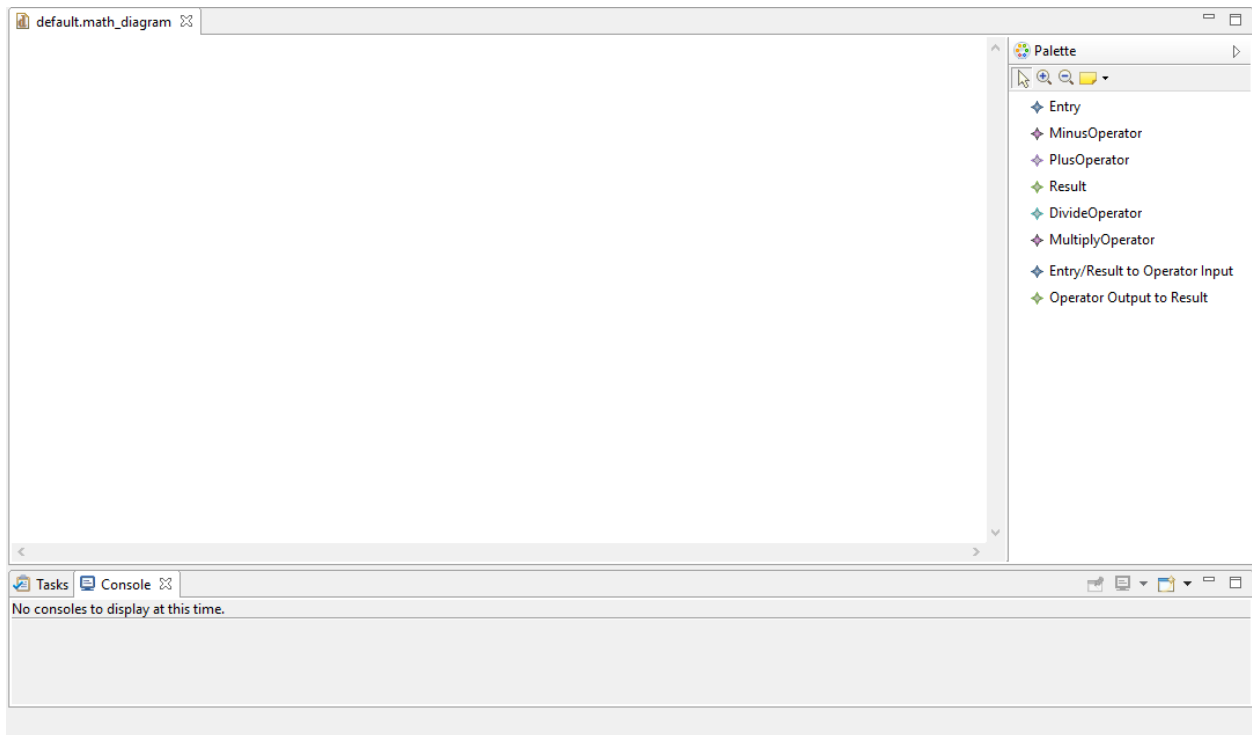 default.math_diagram
Palette
Entry
MinusOperator
PlusOperator
Result
DivideOperator
MultiplyOperator
Entry/Result to Operator Input
Operator Output to Result
Tasks Console
No consoles to display at this time.